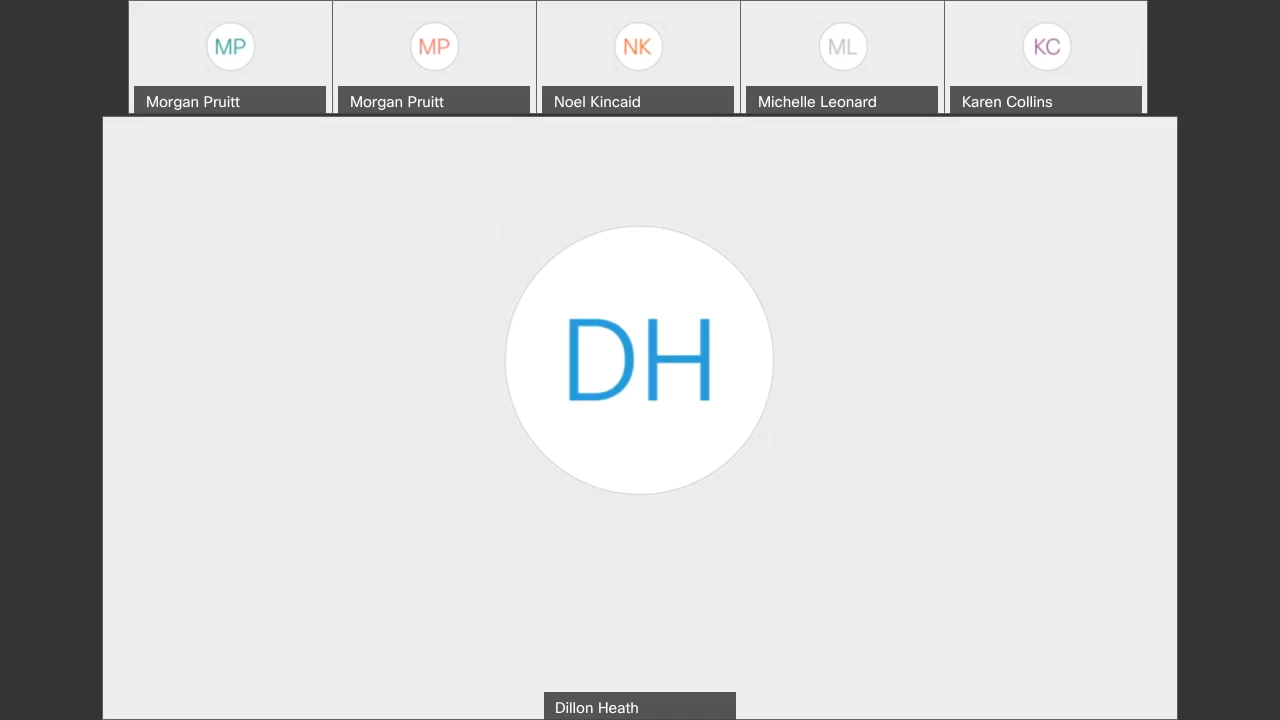 MP
Morgan Pruitt
MP
Morgan Pruitt
NK
Noel Kincaid
ML
Michelle Leonard
KC
Karen Collins
DH
Dillon Heath